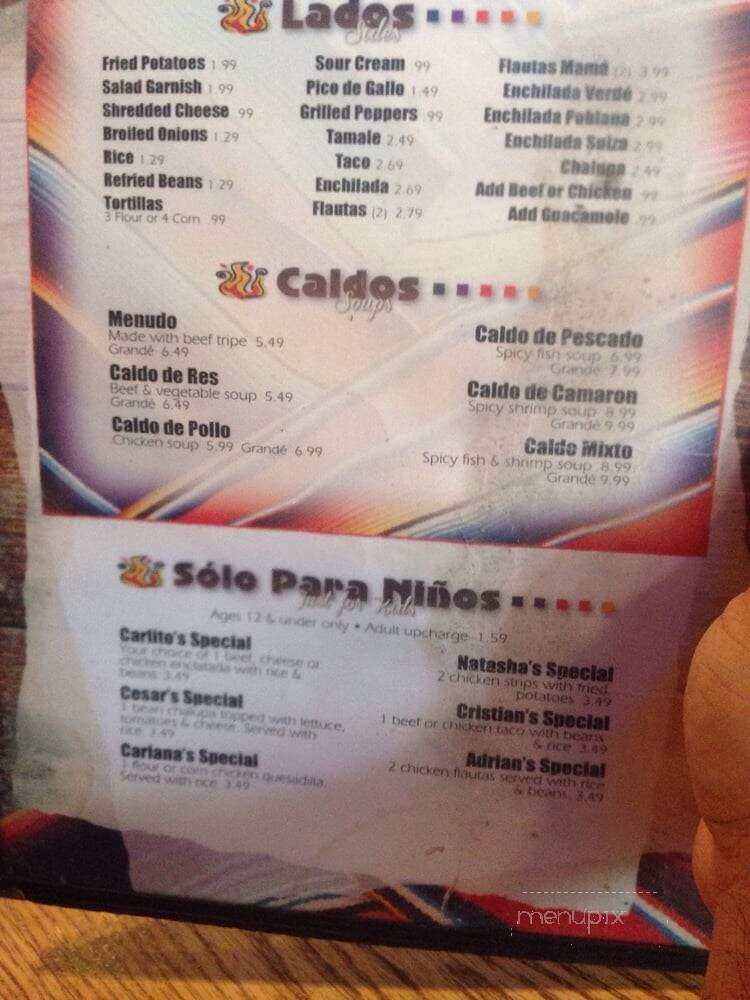 Lados
Sides
Fried Potatoes 1.99
Salad Garnish 1.99
Shredded Cheese .99
Broiled Onions 1.29
Rice 1.29
Refried Beans 1.29
Tortillas
3 Flour or 4 Corn .99
Sour Cream .99
Pico de Gallo 1.49
Grilled Peppers .99
Tamale 2.49
Taco 2.69
Enchilada 2.69
Flautas (2) 2.79
Flautas Mamá (2) 3.99
Enchilada Verdé 2.99
Enchilada Poblana 2.99
Enchilada Suiza 2.99
Chalupa 2.49
Add Beef or Chicken .99
Add Guacamole .99
Caldos
Soups
Menudo
Made with beef tripe 5.49
Grandé 6.49
Caldo de Res
Beef & vegetable soup 5.49
Grandé 6.49
Caldo de Pollo
Chicken soup 5.99 Grandé 6.99
Caldo de Pescado
Spicy fish soup 6.99
Grandé 7.99
Caldo de Camaron
Spicy shrimp soup 8.99
Grandé 9.99
Caldo Mixto
Spicy fish & shrimp soup 8.99
Grandé 9.99
Sólo Para Niños
Just for Kids
Ages 12 & under only • Adult upcharge 1.59
Carlito's Special
Your choice of 1 beef, cheese or
chicken enchilada with rice &
beans 3.49
Cesar's Special
1 bean chalupa topped with lettuce,
tomatoes & cheese. Served with
rice 3.49
Cariana's Special
1 flour or corn chicken quesadilla.
Served with rice 3.49
Natasha's Special
2 chicken strips with fried
potatoes 3.49
Cristian's Special
1 beef or chicken taco with beans
& rice 3.49
Adrian's Special
2 chicken flautas served with rice
& beans 3.49
menupix